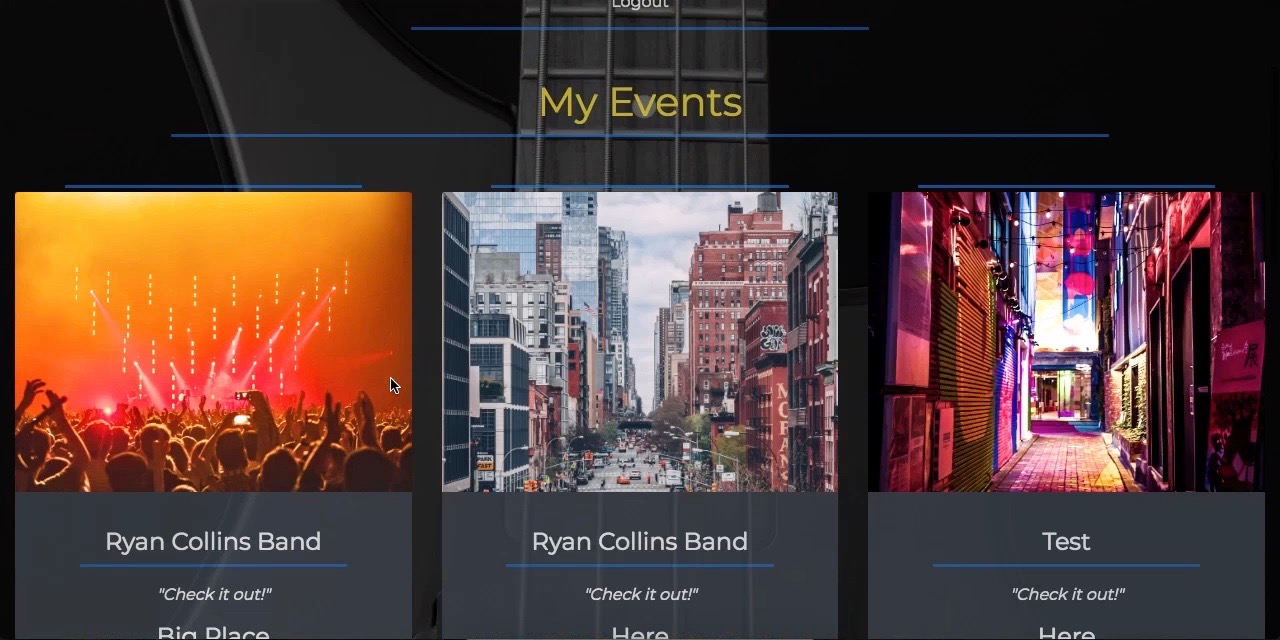 Logout
My Events
Ryan Collins Band
Ryan Collins Band
Test
"Check it out!"
"Check it out!"
"Check it out!"
Big Place
Here
Here